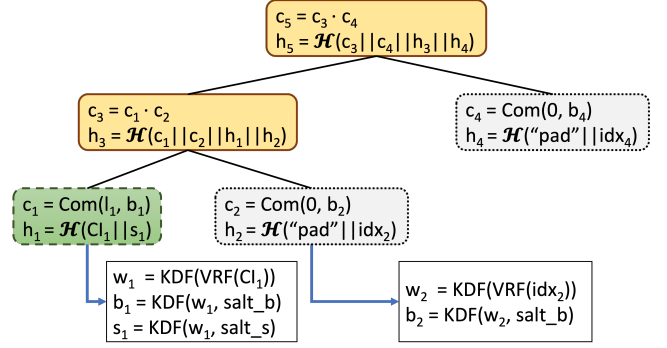 c₅ = c₃ · c₄
h₅ = 𝓗(c₃||c₄||h₃||h₄)
c₃ = c₁ · c₂
h₃ = 𝓗(c₁||c₂||h₁||h₂)
c₄ = Com(0, b₄)
h₄ = 𝓗(“pad”||idx₄)
c₁ = Com(l₁, b₁)
h₁ = 𝓗(CI₁||s₁)
c₂ = Com(0, b₂)
h₂ = 𝓗(“pad”||idx₂)
w₁ = KDF(VRF(CI₁))
b₁ = KDF(w₁, salt_b)
s₁ = KDF(w₁, salt_s)
w₂ = KDF(VRF(idx₂))
b₂ = KDF(w₂, salt_b)